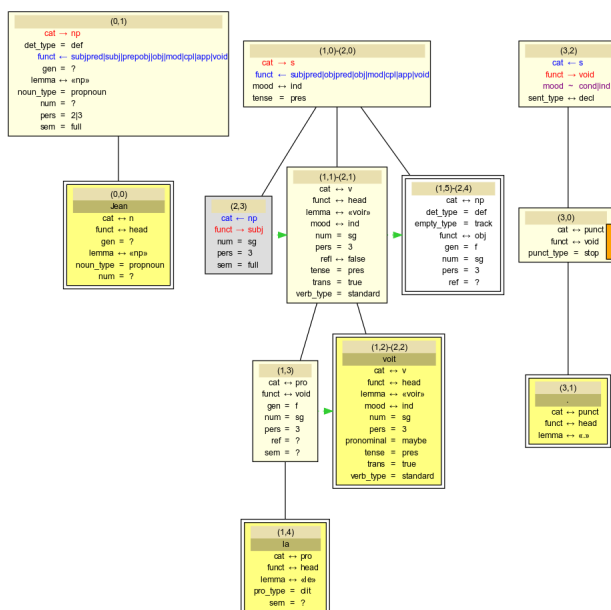 (0,1)
cat → np
det_type = def
funct ← subj|pred|subj|prepobj|obj|mod|cpl|app|void
gen = ?
lemma ↔ «np»
noun_type = propnoun
num = ?
pers = 2|3
sem = full
(0,0)
Jean
cat ↔ n
funct ↔ head
gen = ?
lemma ↔ «np»
noun_type = propnoun
num = ?
(1,0)-(2,0)
cat → s
funct ← subj|pred|obj|pred|obj|mod|cpl|app|void
mood ↔ ind
tense = pres
(2,3)
cat ← np
funct → subj
num = sg
pers = 3
sem = full
(1,1)-(2,1)
cat ↔ v
funct ↔ head
lemma ↔ «voir»
mood ↔ ind
num = sg
pers = 3
refl ↔ false
tense = pres
trans = true
verb_type = standard
(1,5)-(2,4)
cat ↔ np
det_type = def
empty_type = track
funct ↔ obj
gen = f
num = sg
pers = 3
ref = ?
(1,3)
cat ↔ pro
funct ↔ void
gen = f
num = sg
pers = 3
ref = ?
sem = ?
(1,2)-(2,2)
voit
cat ↔ v
funct ↔ head
lemma ↔ «voir»
mood ↔ ind
num = sg
pers = 3
pronominal = maybe
tense = pres
trans = true
verb_type = standard
(1,4)
la
cat ↔ pro
funct ↔ head
lemma ↔ «le»
pro_type = clit
sem = ?
(3,2)
cat ← s
funct → void
mood ~ cond|ind
sent_type ↔ decl
(3,0)
cat ↔ punct
funct ↔ void
punct_type = stop
(3,1)
.
cat ↔ punct
funct ↔ head
lemma ↔ «.»